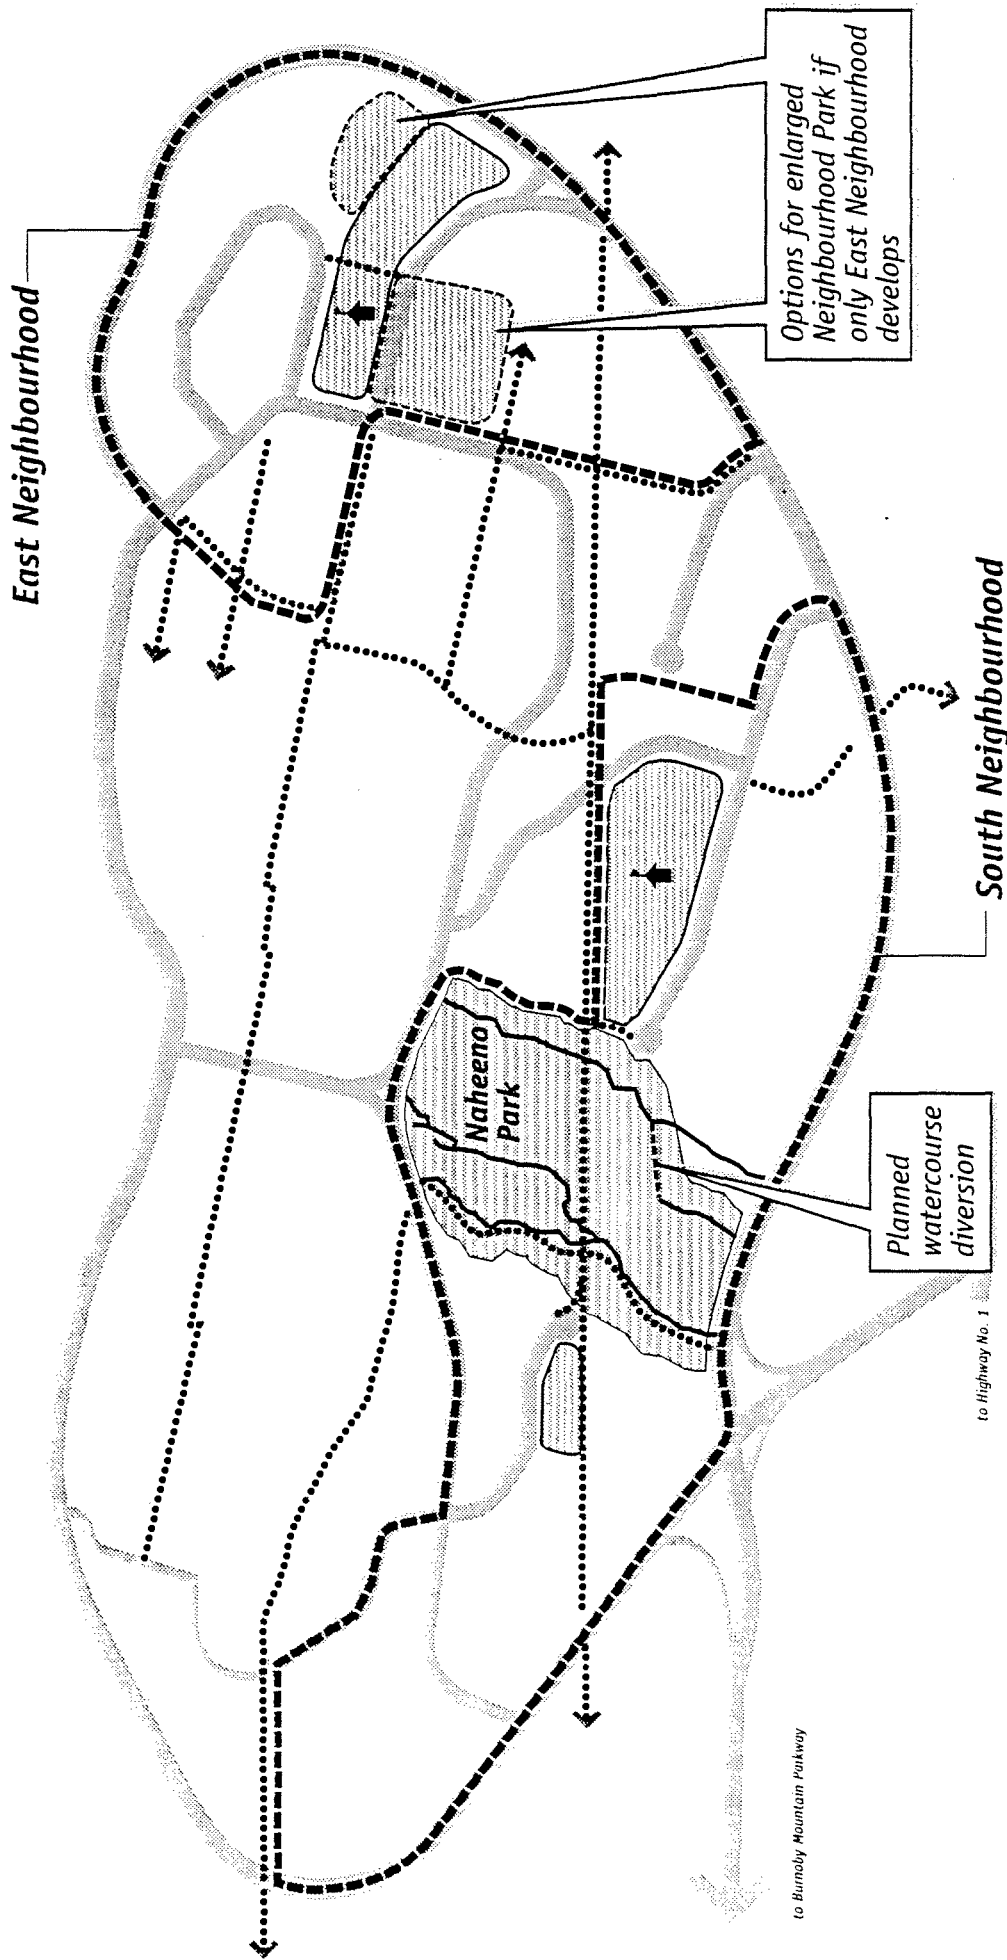 East Neighbourhood
Options for enlarged
Neighbourhood Park if
only East Neighbourhood
develops
Naheeno
Park
South Neighbourhood
Planned
watercourse
diversion
to Highway No. 1
to Burnaby Mountain Parkway